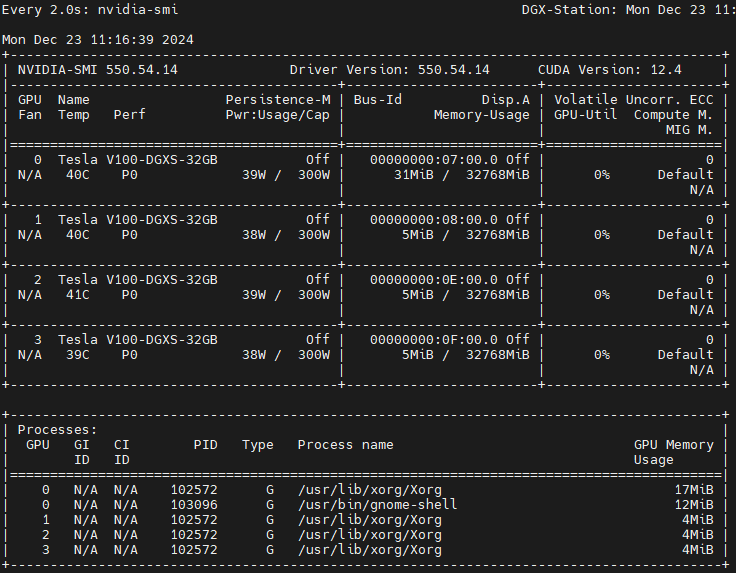 Every 2.0s: nvidia-smi                                           DGX-Station: Mon Dec 23 11:

Mon Dec 23 11:16:39 2024
+-----------------------------------------------------------------------------------------+
| NVIDIA-SMI 550.54.14              Driver Version: 550.54.14      CUDA Version: 12.4     |
|-----------------------------------------+------------------------+----------------------+
| GPU  Name                 Persistence-M | Bus-Id          Disp.A | Volatile Uncorr. ECC |
| Fan  Temp   Perf          Pwr:Usage/Cap |           Memory-Usage | GPU-Util  Compute M. |
|                                         |                        |               MIG M. |
|=========================================+========================+======================|
|   0  Tesla V100-DGXS-32GB           Off |   00000000:07:00.0 Off |                    0 |
| N/A   40C    P0             39W /  300W |      31MiB /  32768MiB |      0%      Default |
|                                         |                        |                  N/A |
+-----------------------------------------+------------------------+----------------------+
|   1  Tesla V100-DGXS-32GB           Off |   00000000:08:00.0 Off |                    0 |
| N/A   40C    P0             38W /  300W |       5MiB /  32768MiB |      0%      Default |
|                                         |                        |                  N/A |
+-----------------------------------------+------------------------+----------------------+
|   2  Tesla V100-DGXS-32GB           Off |   00000000:0E:00.0 Off |                    0 |
| N/A   41C    P0             39W /  300W |       5MiB /  32768MiB |      0%      Default |
|                                         |                        |                  N/A |
+-----------------------------------------+------------------------+----------------------+
|   3  Tesla V100-DGXS-32GB           Off |   00000000:0F:00.0 Off |                    0 |
| N/A   39C    P0             38W /  300W |       5MiB /  32768MiB |      0%      Default |
|                                         |                        |                  N/A |
+-----------------------------------------+------------------------+----------------------+

+-----------------------------------------------------------------------------------------+
| Processes:                                                                              |
|  GPU   GI   CI        PID   Type   Process name                              GPU Memory |
|        ID   ID                                                               Usage      |
|=========================================================================================|
|    0   N/A  N/A    102572      G   /usr/lib/xorg/Xorg                             17MiB |
|    0   N/A  N/A    103096      G   /usr/bin/gnome-shell                           12MiB |
|    1   N/A  N/A    102572      G   /usr/lib/xorg/Xorg                              4MiB |
|    2   N/A  N/A    102572      G   /usr/lib/xorg/Xorg                              4MiB |
|    3   N/A  N/A    102572      G   /usr/lib/xorg/Xorg                              4MiB |
+-----------------------------------------------------------------------------------------+